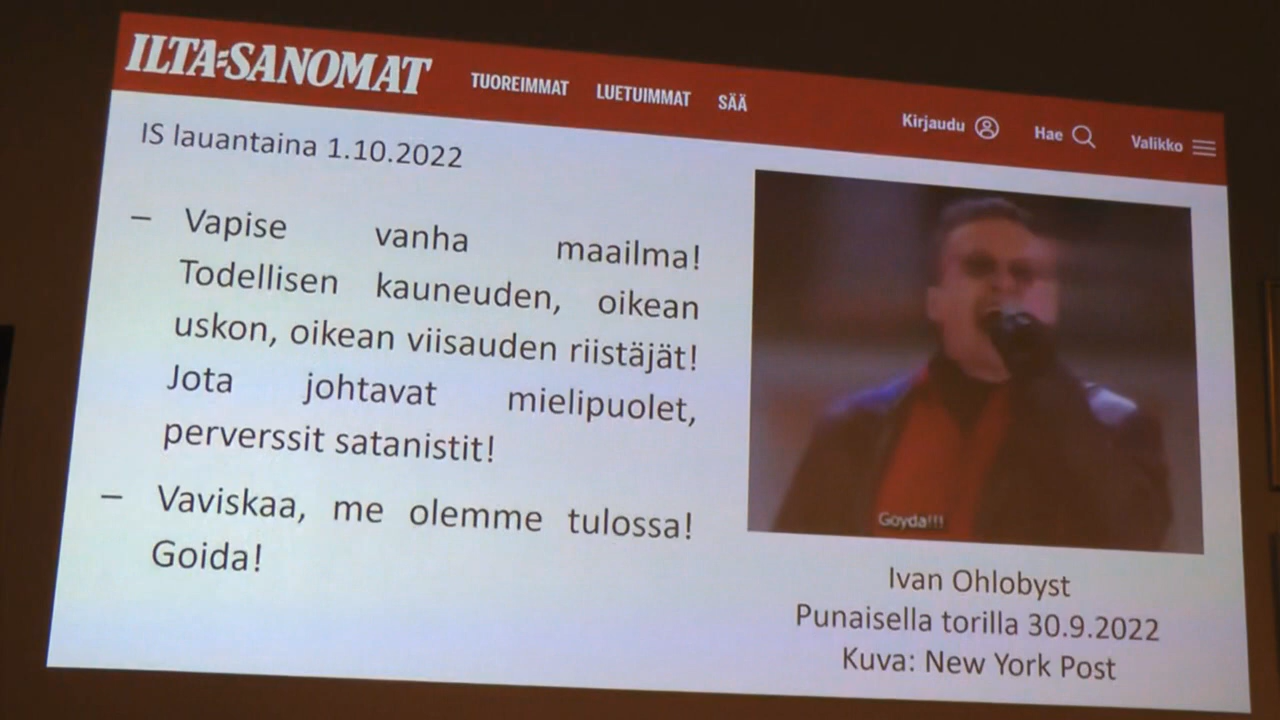 ILTA-SANOMAT
TUOREIMMAT LUETUIMMAT SÄÄ
Kirjaudu Hae Valikko
IS lauantaina 1.10.2022
– Vapise vanha maailma!
Todellisen kauneuden, oikean
uskon, oikean viisauden riistäjät!
Jota johtavat mielipuolet,
perverssit satanistit!
– Vaviskaa, me olemme tulossa!
Goida!
Goyda!!!
Ivan Ohlobyst
Punaisella torilla 30.9.2022
Kuva: New York Post